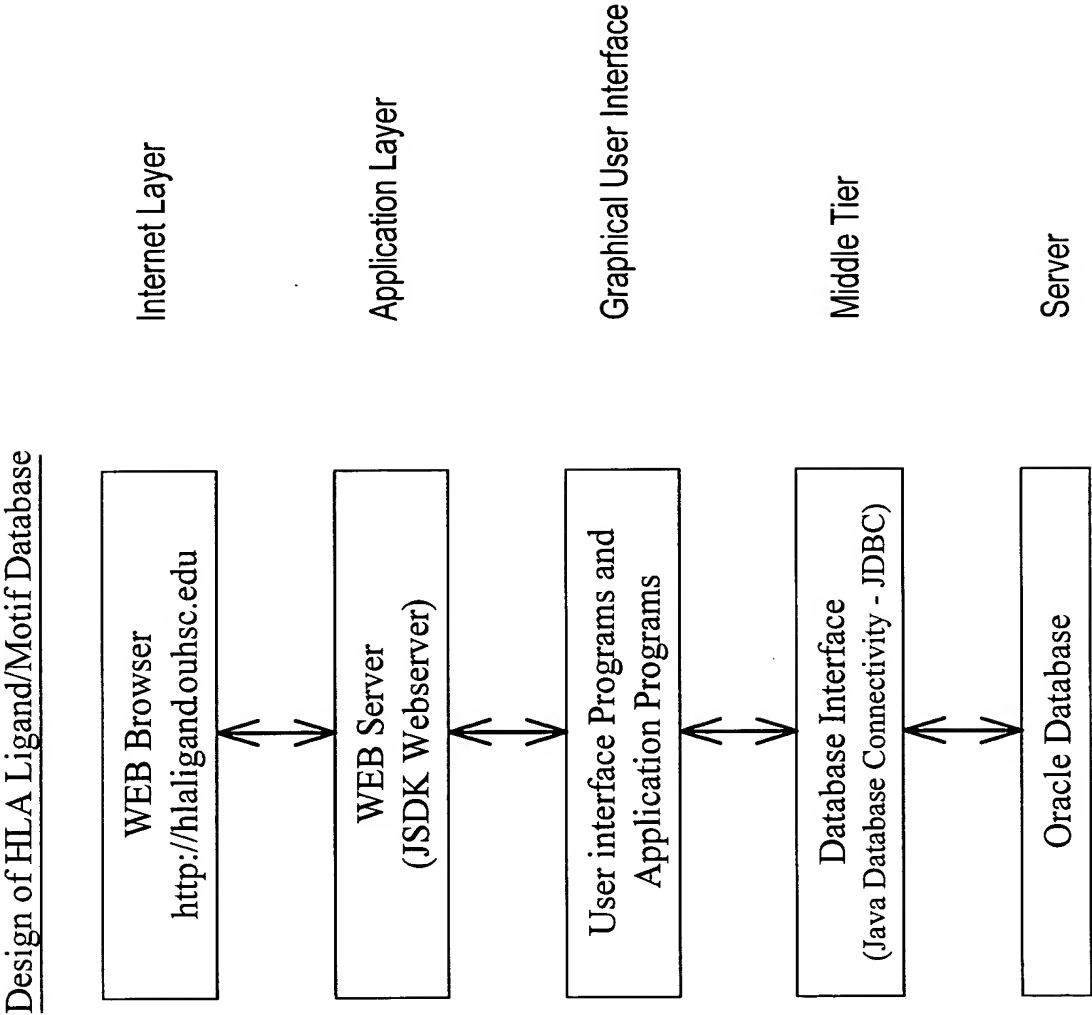 Design of HLA Ligand/Motif Database
WEB Browser
http://hlaligand.ouhsc.edu
Internet Layer
WEB Server
(JSDK Webserver)
Application Layer
User interface Programs and
Application Programs
Graphical User Interface
Database Interface
(Java Database Connectivity - JDBC)
Middle Tier
Oracle Database
Server